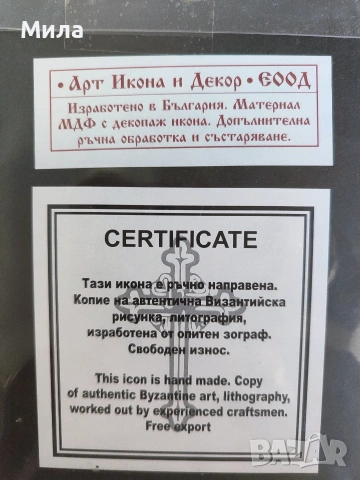 Мила
• Арт Икона и Декор • ЕООД
Изработено в България. Материал
МДФ с декопаж икона. Допълнителна
ръчна обработка и състаряване.
CERTIFICATE
Тази икона е ръчно направена.
Копие на автентична Византийска
рисунка, литография,
изработена от опитен зограф.
Свободен износ.
This icon is hand made. Copy
of authentic Byzantine art, lithography,
worked out by experienced craftsmen.
Free export
BAZAR